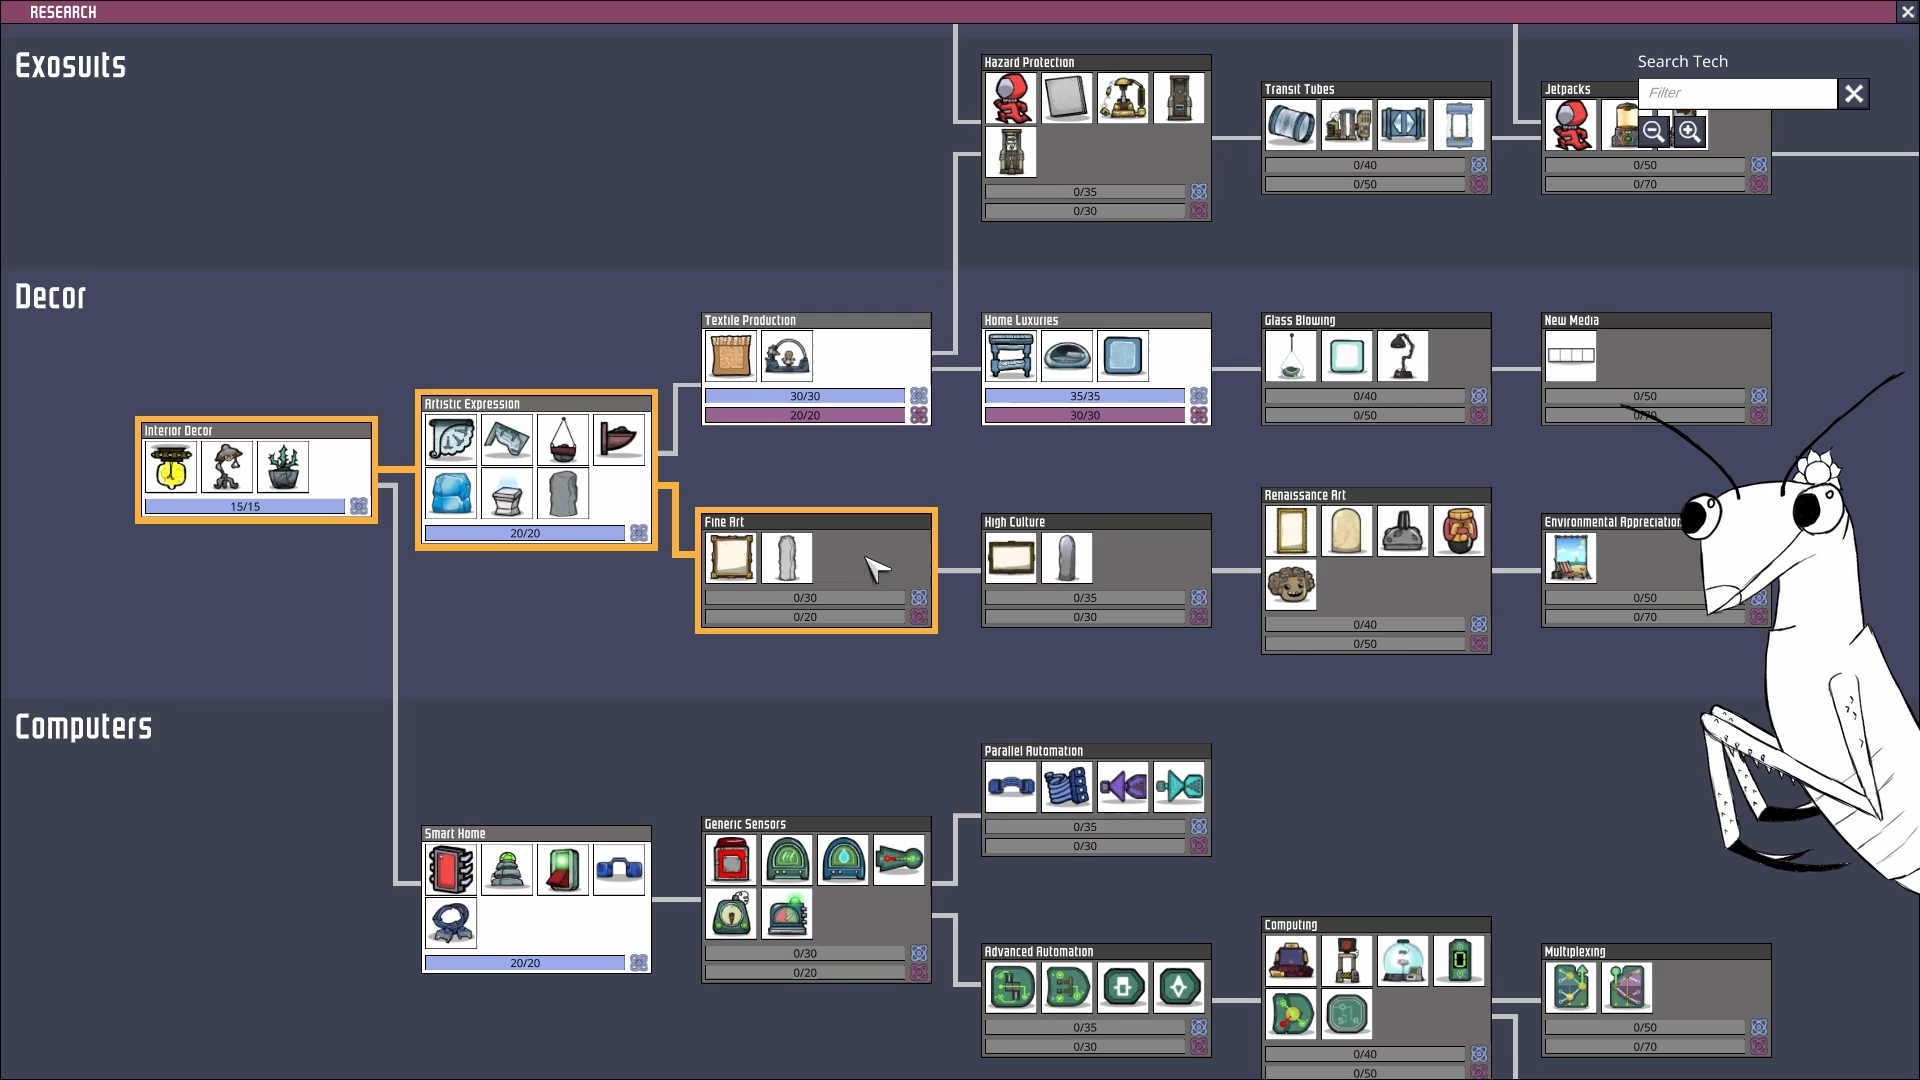 RESEARCH
Exosuits
Hazard Protection
0/35
0/30
Transit Tubes
0/40
0/50
Jetpacks
0/50
0/70
Search Tech
Filter
Decor
Interior Decor
15/15
Artistic Expression
20/20
Textile Production
30/30
20/20
Home Luxuries
35/35
30/30
Glass Blowing
0/40
0/50
New Media
0/50
0/70
Fine Art
0/30
0/20
High Culture
0/35
0/30
Renaissance Art
0/40
0/50
Environmental Appreciation
0/50
0/70
Computers
Smart Home
20/20
Generic Sensors
0/30
0/20
Parallel Automation
0/35
0/30
Advanced Automation
0/35
0/30
Computing
0/40
0/50
Multiplexing
0/50
0/70